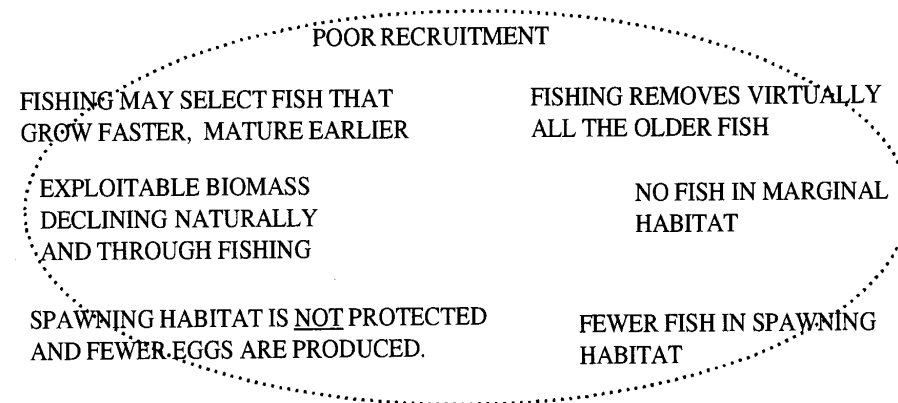 POOR RECRUITMENT
FISHING MAY SELECT FISH THAT
GROW FASTER, MATURE EARLIER
FISHING REMOVES VIRTUALLY
ALL THE OLDER FISH
EXPLOITABLE BIOMASS
DECLINING NATURALLY
AND THROUGH FISHING
NO FISH IN MARGINAL
HABITAT
SPAWNING HABITAT IS NOT PROTECTED
AND FEWER EGGS ARE PRODUCED.
FEWER FISH IN SPAWNING
HABITAT